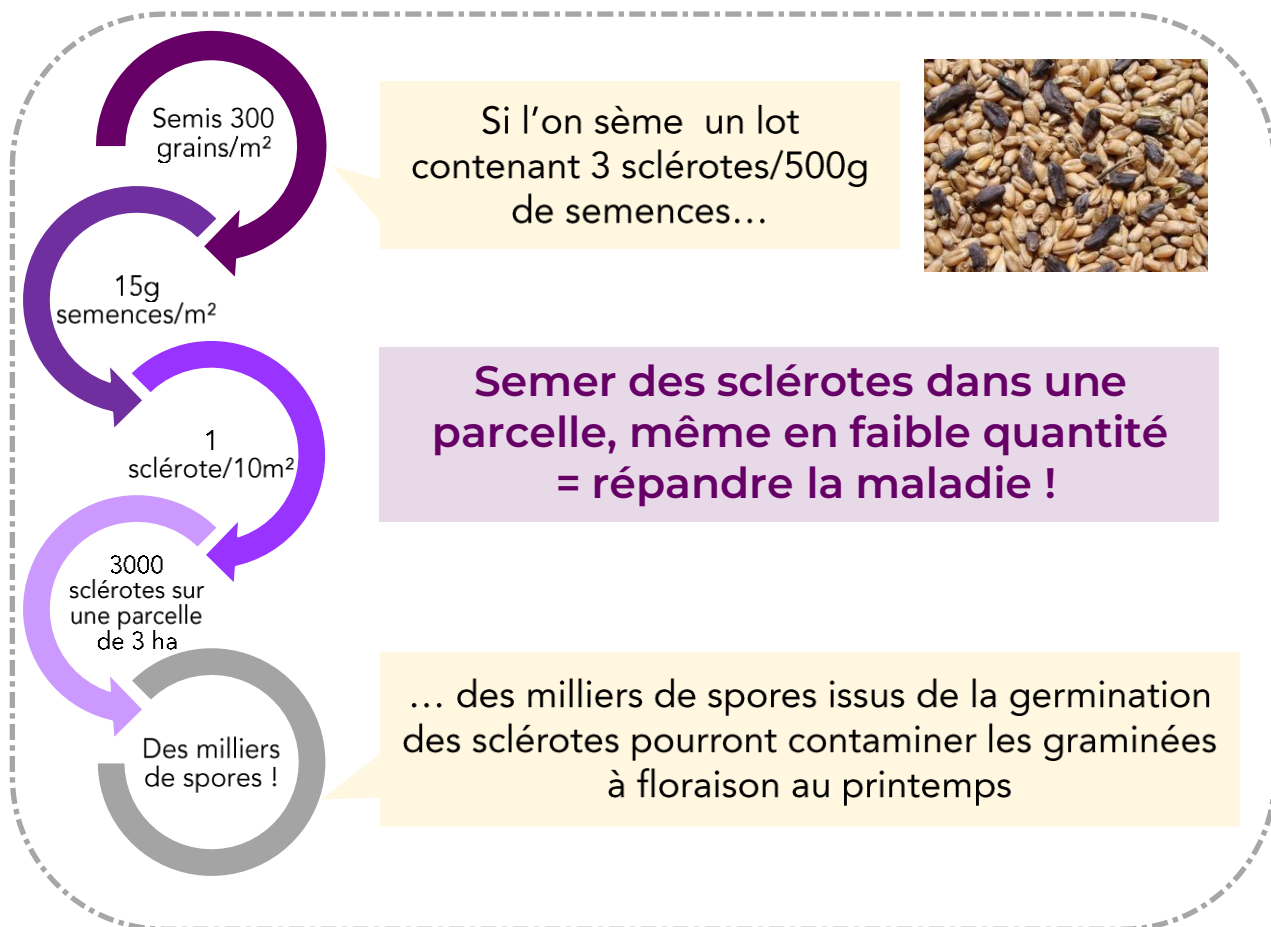 Semis 300
grains/m²
Si l’on sème un lot
contenant 3 sclérotes/500g
de semences…
15g
semences/m²
1
sclérote/10m²
Semer des sclérotes dans une
parcelle, même en faible quantité
= répandre la maladie !
3000
sclérotes sur
une parcelle
de 3 ha
Des milliers
de spores !
… des milliers de spores issus de la germination
des sclérotes pourront contaminer les graminées
à floraison au printemps